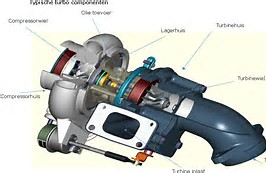 Typische turbo componenten
Olie toevoer
Compressorwiel
Lagerhuis
Turbinehuis
Turbinewiel
Compressorhuis
Turbine inlaat